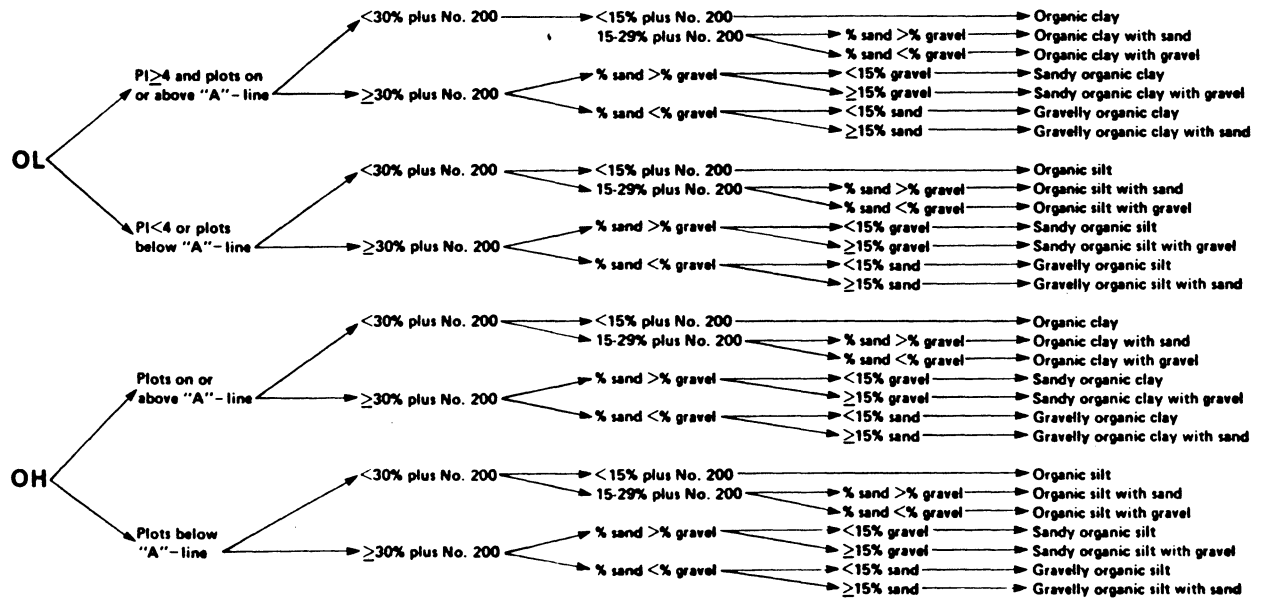 <30% plus No. 200 <15% plus No. 200 Organic clay
15-29% plus No. 200 % sand >% gravel Organic clay with sand
% sand <% gravel Organic clay with gravel
PI≥4 and plots on
or above "A"-line
≥30% plus No. 200 % sand >% gravel <15% gravel Sandy organic clay
≥15% gravel Sandy organic clay with gravel
% sand <% gravel <15% sand Gravelly organic clay
≥15% sand Gravelly organic clay with sand
OL
<30% plus No. 200 <15% plus No. 200 Organic silt
15-29% plus No. 200 % sand >% gravel Organic silt with sand
% sand <% gravel Organic silt with gravel
PI<4 or plots
below "A"-line
≥30% plus No. 200 % sand >% gravel <15% gravel Sandy organic silt
≥15% gravel Sandy organic silt with gravel
% sand <% gravel <15% sand Gravelly organic silt
≥15% sand Gravelly organic silt with sand
<30% plus No. 200 <15% plus No. 200 Organic clay
15-29% plus No. 200 % sand >% gravel Organic clay with sand
% sand <% gravel Organic clay with gravel
Plots on or
above "A"-line
≥30% plus No. 200 % sand >% gravel <15% gravel Sandy organic clay
≥15% gravel Sandy organic clay with gravel
% sand <% gravel <15% sand Gravelly organic clay
≥15% sand Gravelly organic clay with sand
OH
<30% plus No. 200 <15% plus No. 200 Organic silt
15-29% plus No. 200 % sand >% gravel Organic silt with sand
% sand <% gravel Organic silt with gravel
Plots below
"A"-line
≥30% plus No. 200 % sand >% gravel <15% gravel Sandy organic silt
≥15% gravel Sandy organic silt with gravel
% sand <% gravel <15% sand Gravelly organic silt
≥15% sand Gravelly organic silt with sand